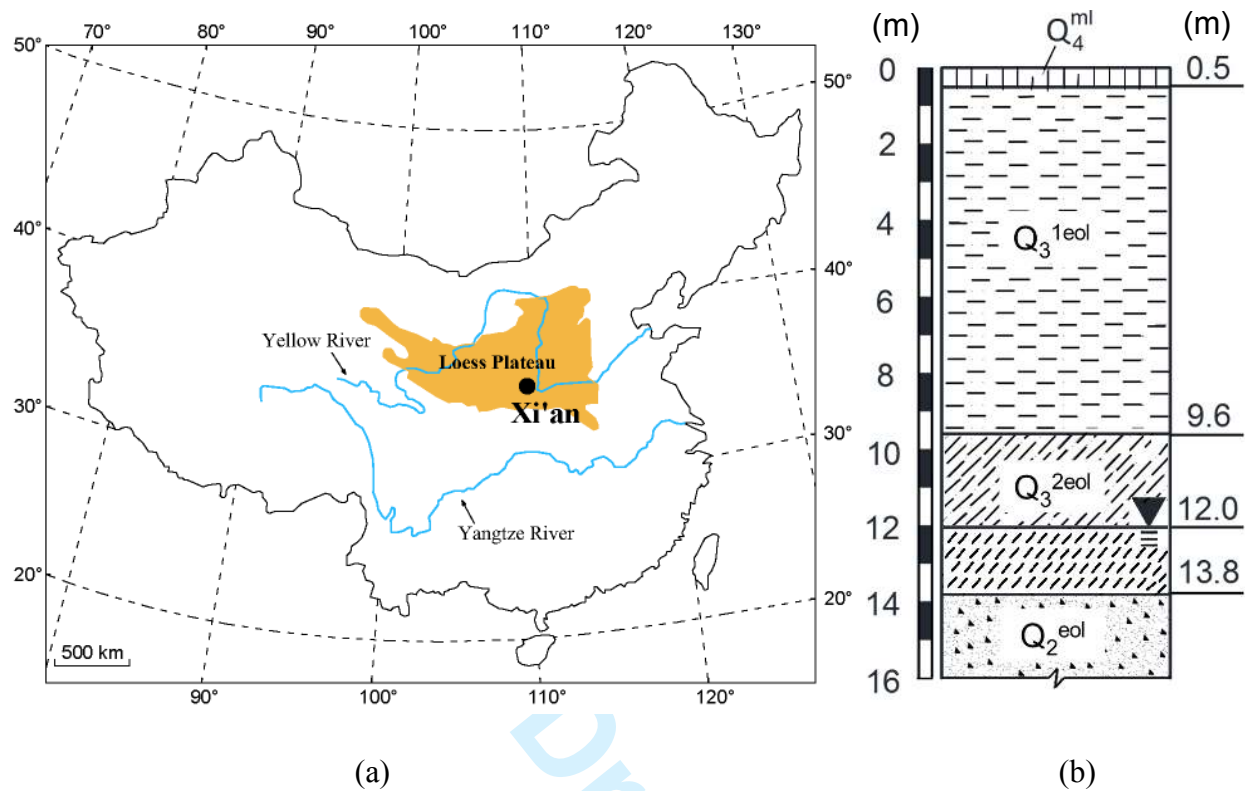 70° 80° 90° 100° 110° 120° 130°
50°
40°
30°
20°
50°
40°
30°
20°
Yellow River
Loess Plateau
Xi'an
Yangtze River
500 km
90° 100° 110° 120°
(a)
(m) Q₄ᵐˡ (m)
0
2
4
6
8
10
12
14
16
0.5
9.6
12.0
13.8
Q₃¹ᵉᵒˡ
Q₃²ᵉᵒˡ
Q₂ᵉᵒˡ
(b)